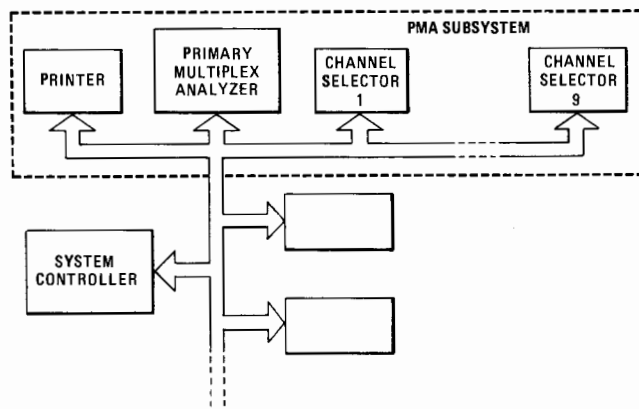 PMA SUBSYSTEM
PRINTER
PRIMARY
MULTIPLEX
ANALYZER
CHANNEL
SELECTOR
1
CHANNEL
SELECTOR
9
SYSTEM
CONTROLLER